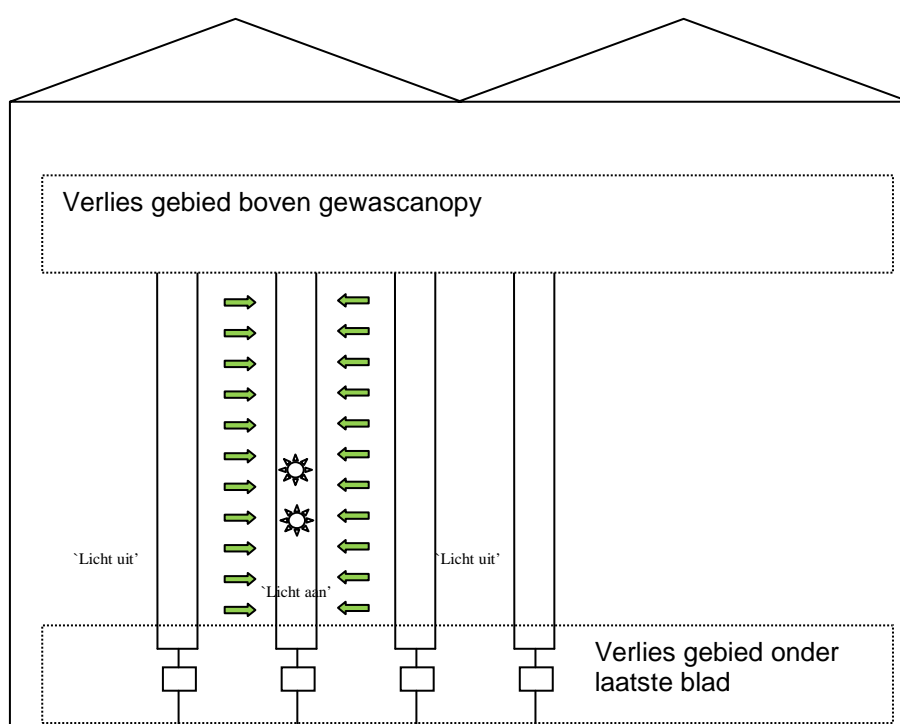 Verlies gebied boven gewascanopy
`Licht uit’
`Licht uit’
`Licht aan’
Verlies gebied onder
laatste blad